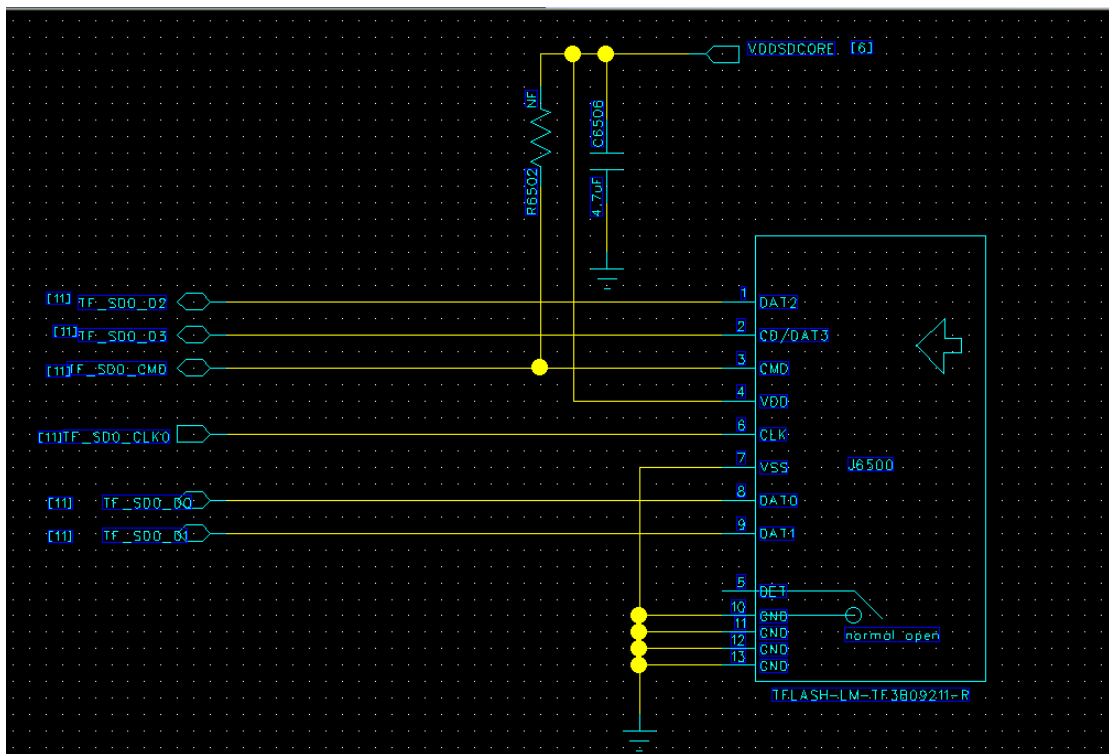 VDDSDCORE [6]
NF
C6506
R6502
4.7uF
[11] TF_SD0_D2
1 DAT2
[11] TF_SD0_D3
2 CD/DAT3
[11] TF_SD0_CMD
3 CMD
4 VDD
[11] TF_SD0_CLK0
6 CLK
7 VSS
J6500
[11] TF_SD0_D0
8 DAT0
[11] TF_SD0_D1
9 DAT1
5 DET
10 GND
11 GND
normal open
12 GND
13 GND
TFLASH-LM-TF3B09211-R